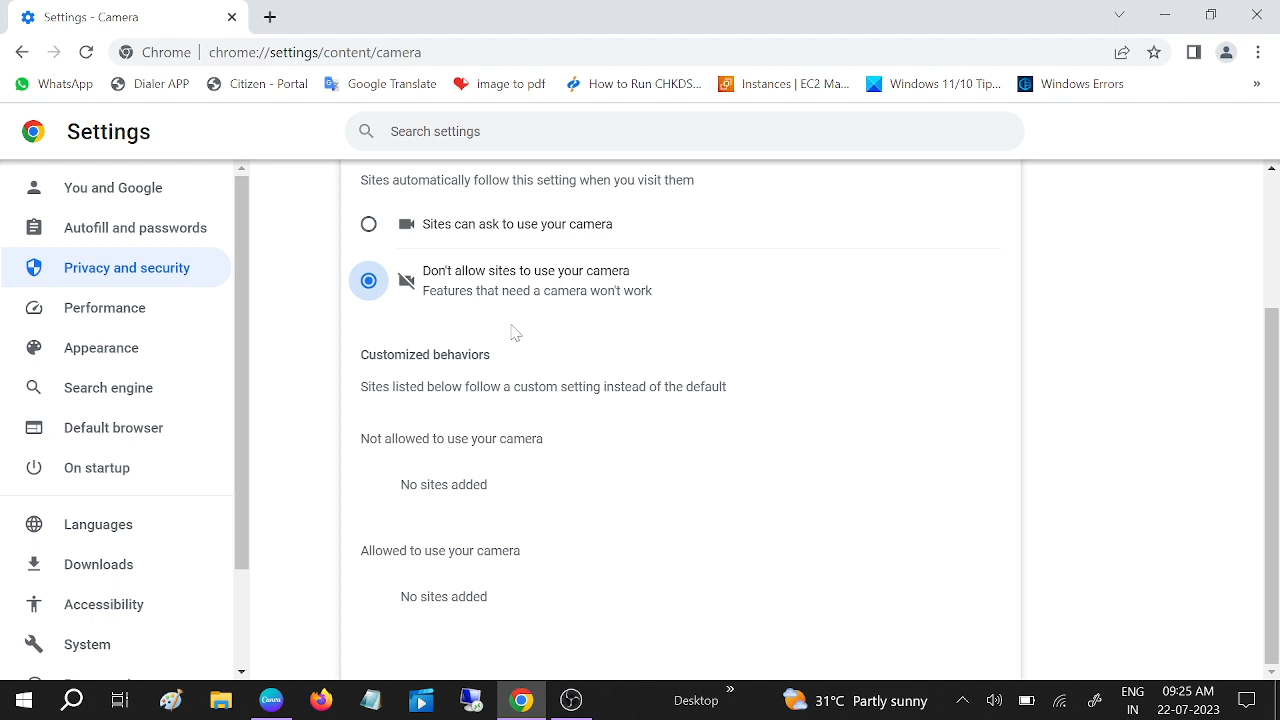 Settings - Camera
Chrome | chrome://settings/content/camera
WhatsApp
Dialer APP
Citizen - Portal
Google Translate
image to pdf
How to Run CHKDS...
Instances | EC2 Ma...
Windows 11/10 Tip...
Windows Errors
»
Settings
Search settings
You and Google
Autofill and passwords
Privacy and security
Performance
Appearance
Search engine
Default browser
On startup
Languages
Downloads
Accessibility
System
Sites automatically follow this setting when you visit them
Sites can ask to use your camera
Don't allow sites to use your camera
Features that need a camera won't work
Customized behaviors
Sites listed below follow a custom setting instead of the default
Not allowed to use your camera
No sites added
Allowed to use your camera
No sites added
Canva
Desktop »
31°C Partly sunny
ENG
IN
09:25 AM
22-07-2023